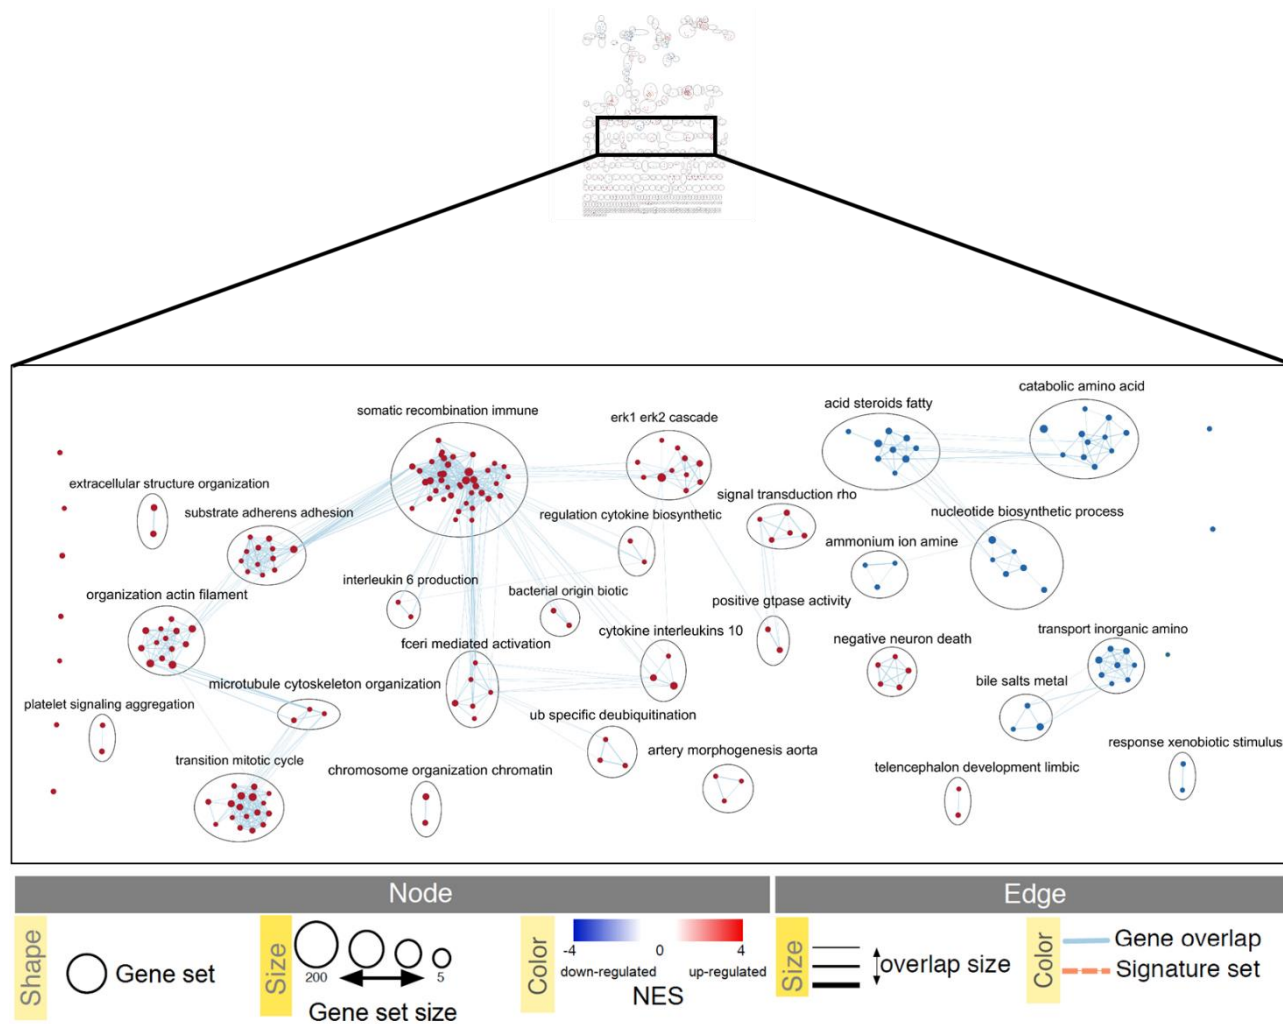 catabolic amino acid
acid steroids fatty
somatic recombination immune
erk1 erk2 cascade
extracellular structure organization
signal transduction rho
substrate adherens adhesion
regulation cytokine biosynthetic
nucleotide biosynthetic process
ammonium ion amine
interleukin 6 production
bacterial origin biotic
organization actin filament
positive gtpase activity
cytokine interleukins 10
fceri mediated activation
negative neuron death
transport inorganic amino
microtubule cytoskeleton organization
bile salts metal
platelet signaling aggregation
ub specific deubiquitination
artery morphogenesis aorta
response xenobiotic stimulus
transition mitotic cycle
chromosome organization chromatin
telencephalon development limbic
Node
Edge
Shape
Gene set
Size
200
5
Gene set size
Color
-4
0
4
down-regulated
up-regulated
NES
Size
overlap size
Color
Gene overlap
Signature set